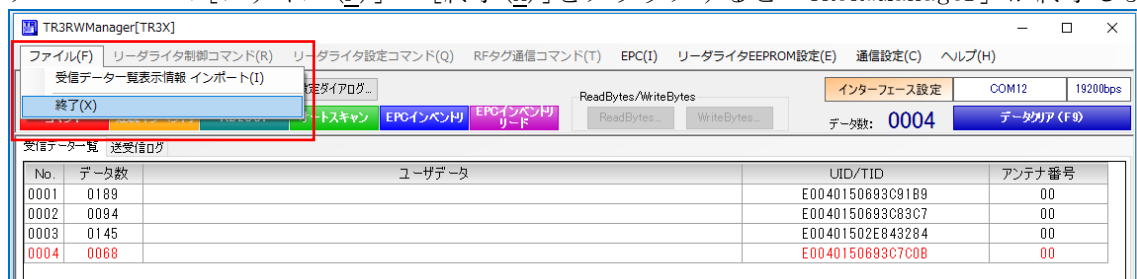 TR3RWManager[TR3X]
ファイル(F) リーダライタ制御コマンド(R) リーダライタ設定コマンド(Q) RFタグ通信コマンド(T) EPC(I) リーダライタEEPROM設定(E) 通信設定(C) ヘルプ(H)
受信データ一覧表示情報 インポート(I)
終了(X)
ReadBytes/WriteBytes
インターフェース設定 COM12 19200bps
EPCインベントリ EPCインベントリリード ReadBytes... WriteBytes... データ数: 0004 データクリア(F9)
受信データ一覧 送受信ログ
No. データ数 ユーザデータ UID/TID アンテナ番号
0001 0189 E0040150693C91B9 00
0002 0094 E0040150693C83C7 00
0003 0145 E00401502E843284 00
0004 0068 E0040150693C7C0B 00